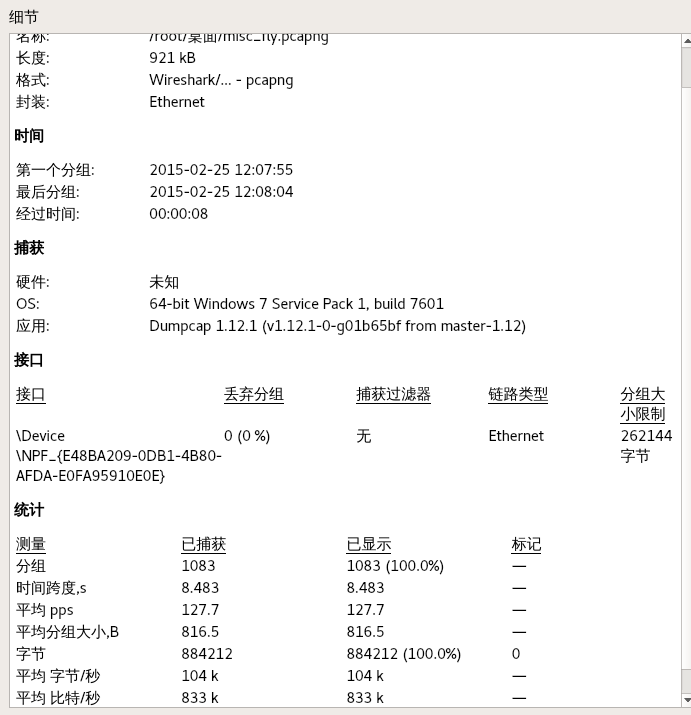 细节
名称: /root/桌面/misc_fly.pcapng
长度: 921 kB
格式: Wireshark/... - pcapng
封装: Ethernet
时间
第一个分组: 2015-02-25 12:07:55
最后分组: 2015-02-25 12:08:04
经过时间: 00:00:08
捕获
硬件: 未知
OS: 64-bit Windows 7 Service Pack 1, build 7601
应用: Dumpcap 1.12.1 (v1.12.1-0-g01b65bf from master-1.12)
接口
接口 丢弃分组 捕获过滤器 链路类型 分组大
小限制
\Device 0 (0 %) 无 Ethernet 262144
\NPF_{E48BA209-0DB1-4B80- 字节
AFDA-E0FA95910E0E}
统计
测量 已捕获 已显示 标记
分组 1083 1083 (100.0%) —
时间跨度,s 8.483 8.483 —
平均 pps 127.7 127.7 —
平均分组大小,B 816.5 816.5 —
字节 884212 884212 (100.0%) 0
平均 字节/秒 104 k 104 k —
平均 比特/秒 833 k 833 k —